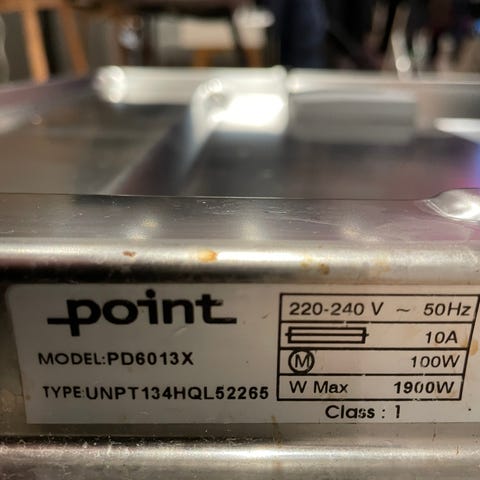 point
MODEL:PD6013X
TYPE:UNPT134HQL52265
220-240 V ~ 50Hz
10A
M 100W
W Max 1900W
Class : 1